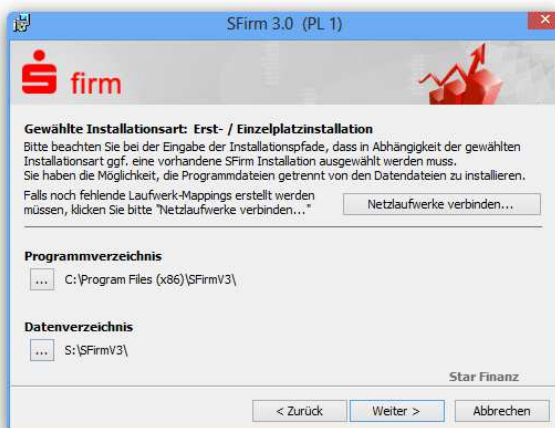 SFirm 3.0 (PL 1)
firm
Gewählte Installationsart: Erst- / Einzelplatzinstallation
Bitte beachten Sie bei der Eingabe der Installationspfade, dass in Abhängigkeit der gewählten
Installationsart ggf. eine vorhandene SFirm Installation ausgewählt werden muss.
Sie haben die Möglichkeit, die Programmdateien getrennt von den Datendateien zu installieren.
Falls noch fehlende Laufwerk-Mappings erstellt werden
müssen, klicken Sie bitte "Netzlaufwerke verbinden..."
Netzlaufwerke verbinden...
Programmverzeichnis
... C:\Program Files (x86)\SFirmV3\
Datenverzeichnis
... S:\SFirmV3\
Star Finanz
< Zurück Weiter > Abbrechen